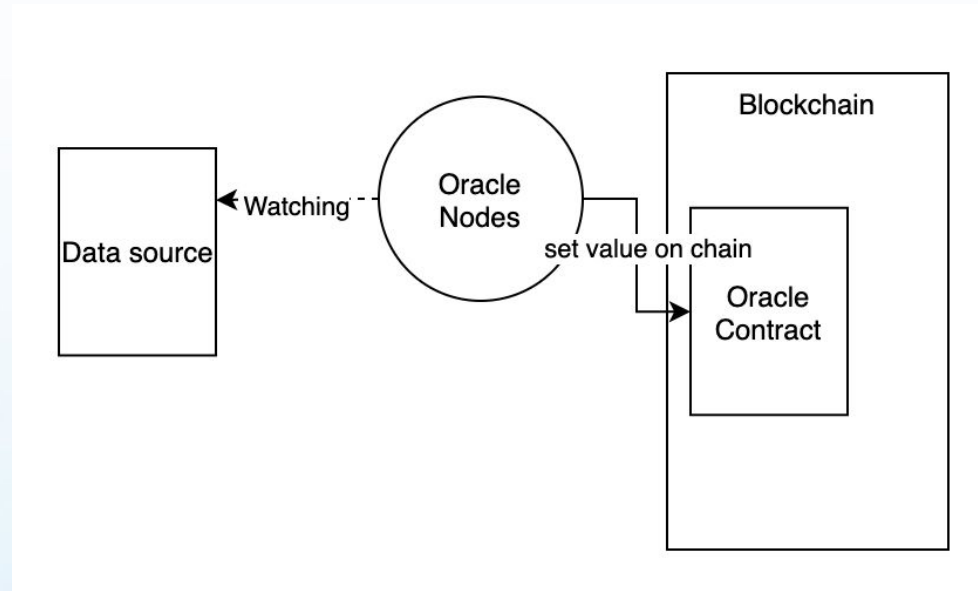 Blockchain
Oracle
Nodes
Watching
Data source
set value on chain
Oracle
Contract